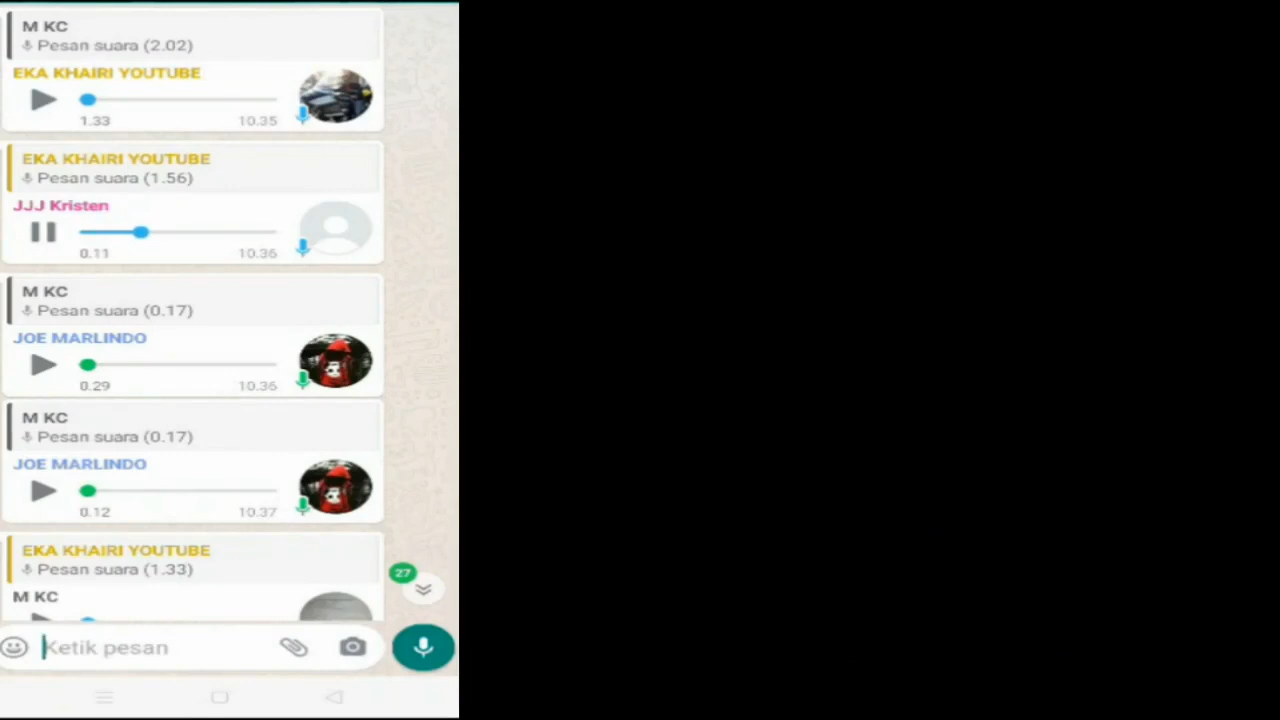 M KC
Pesan suara (2.02)
EKA KHAIRI YOUTUBE
1.33 10.35
EKA KHAIRI YOUTUBE
Pesan suara (1.56)
JJJ Kristen
0.11 10.36
M KC
Pesan suara (0.17)
JOE MARLINDO
0.29 10.36
M KC
Pesan suara (0.17)
JOE MARLINDO
0.12 10.37
EKA KHAIRI YOUTUBE
Pesan suara (1.33)
27
M KC
Ketik pesan